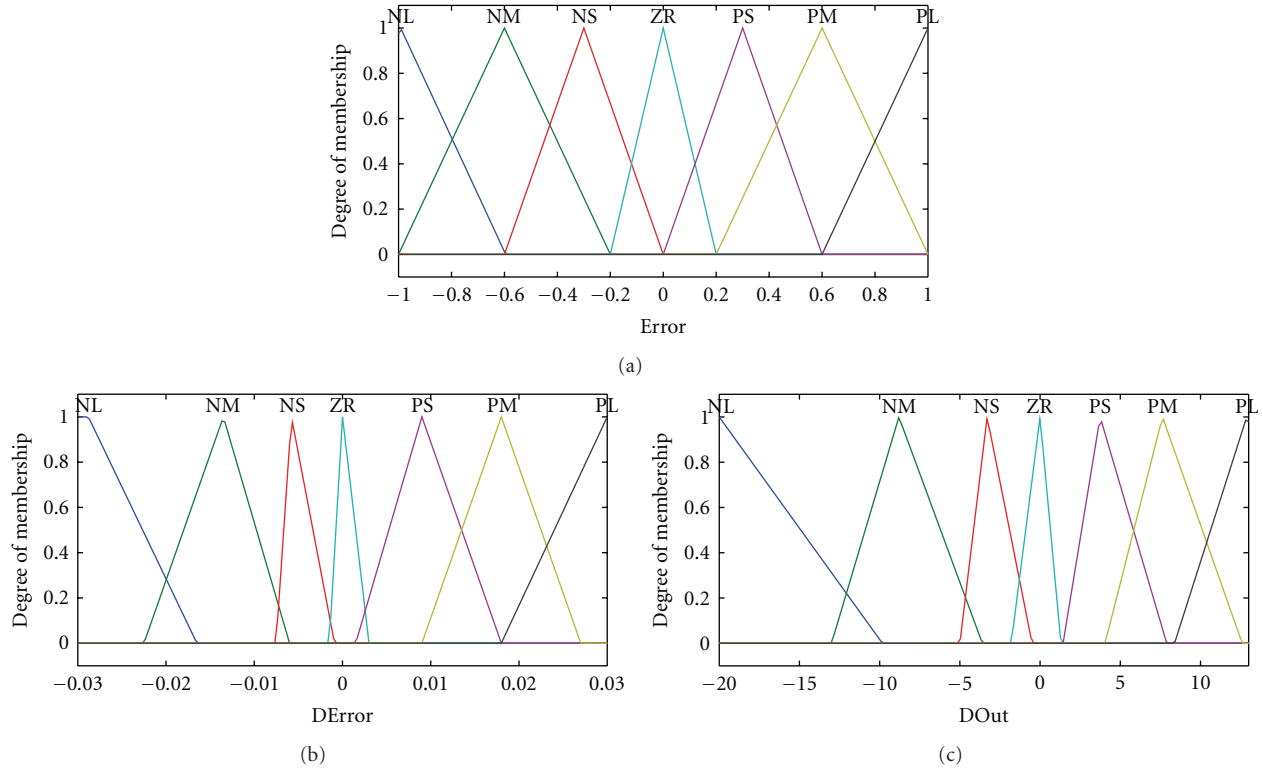 NL NM NS ZR PS PM PL
1
0.8
0.6
0.4
0.2
0
Degree of membership
−1 −0.8 −0.6 −0.4 −0.2 0 0.2 0.4 0.6 0.8 1
Error
(a)
NL NM NS ZR PS PM PL
1
0.8
0.6
0.4
0.2
0
Degree of membership
−0.03 −0.02 −0.01 0 0.01 0.02 0.03
DError
(b)
NL NM NS ZR PS PM PL
1
0.8
0.6
0.4
0.2
0
Degree of membership
−20 −15 −10 −5 0 5 10
DOut
(c)